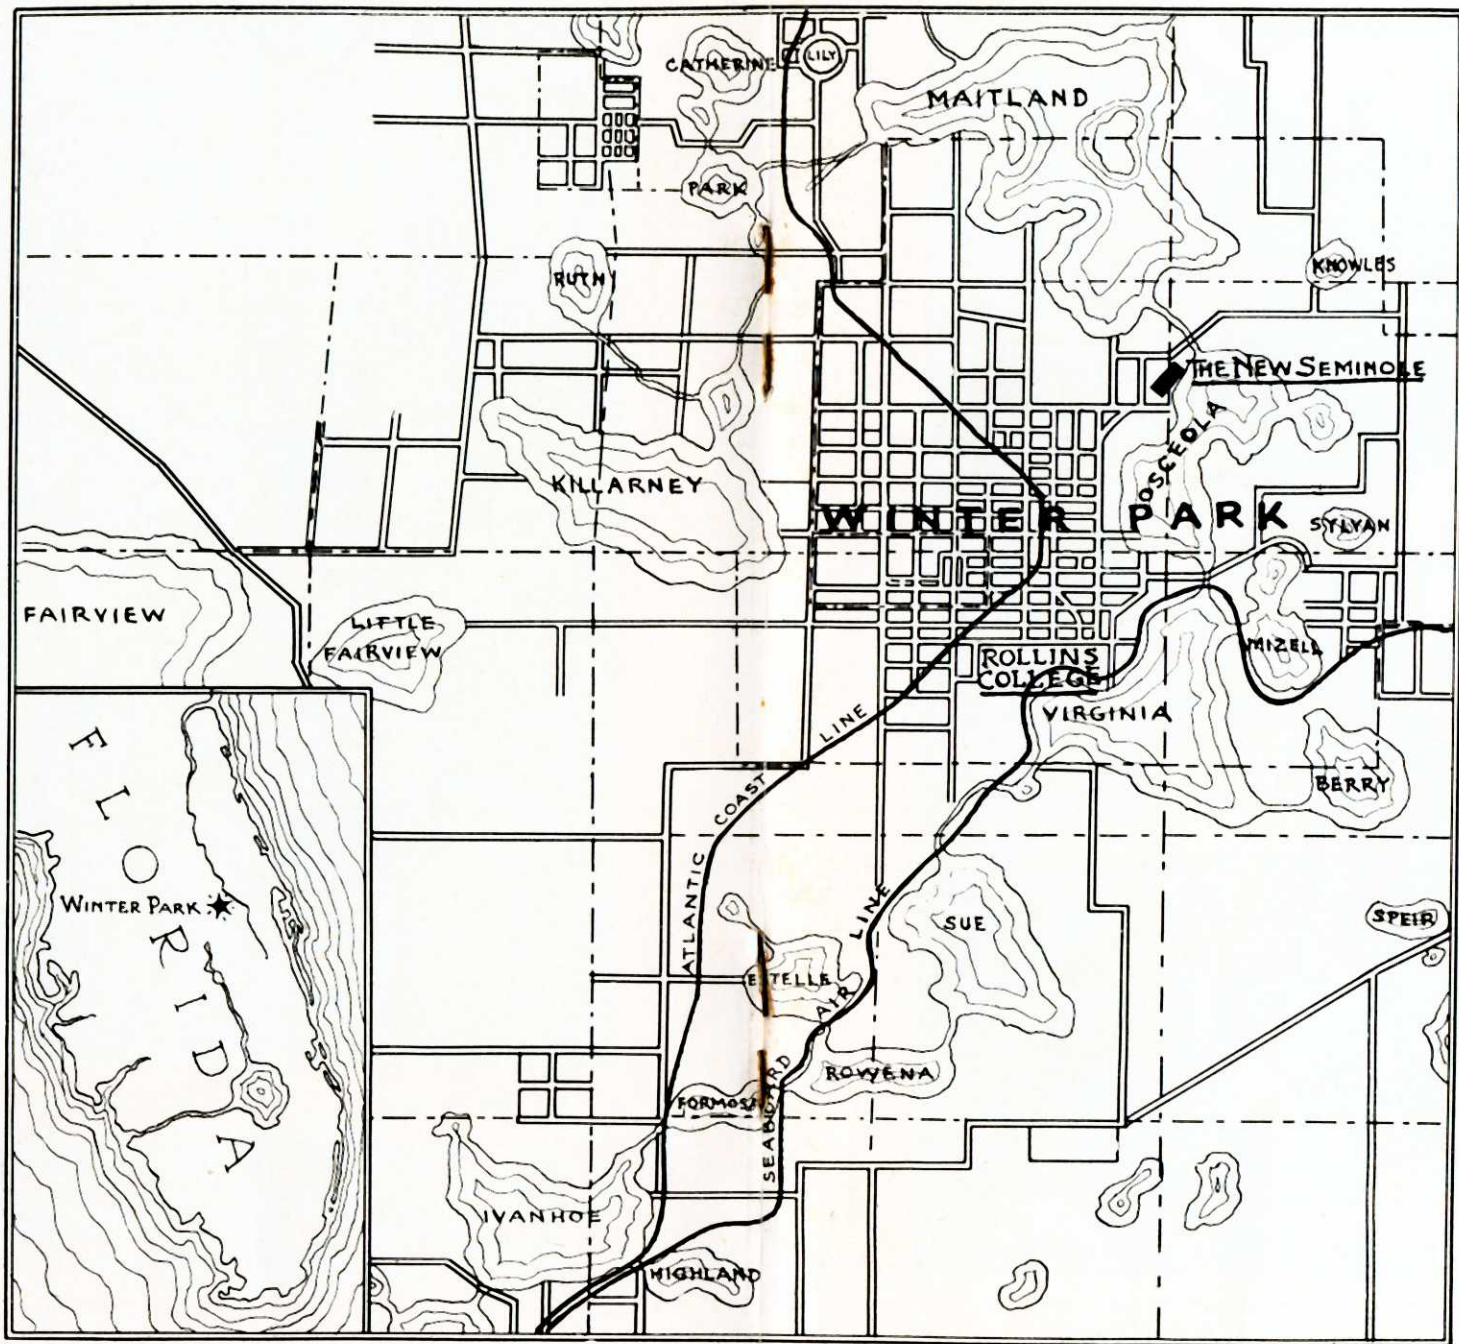 CATHERINE
LILY
MAITLAND
PARK
RUTH
KNOWLES
THE NEW SEMINOLE
OSCEOLA
KILLARNEY
WINTER PARK
SYLVAN
FAIRVIEW
LITTLE
FAIRVIEW
MIZELL
ROLLINS
COLLEGE
VIRGINIA
BERRY
ATLANTIC COAST LINE
SEABOARD AIR LINE
SUE
SPEIR
ESTELLE
ROWENA
FORMOSA
IVANHOE
HIGHLAND
FLORIDA
WINTER PARK